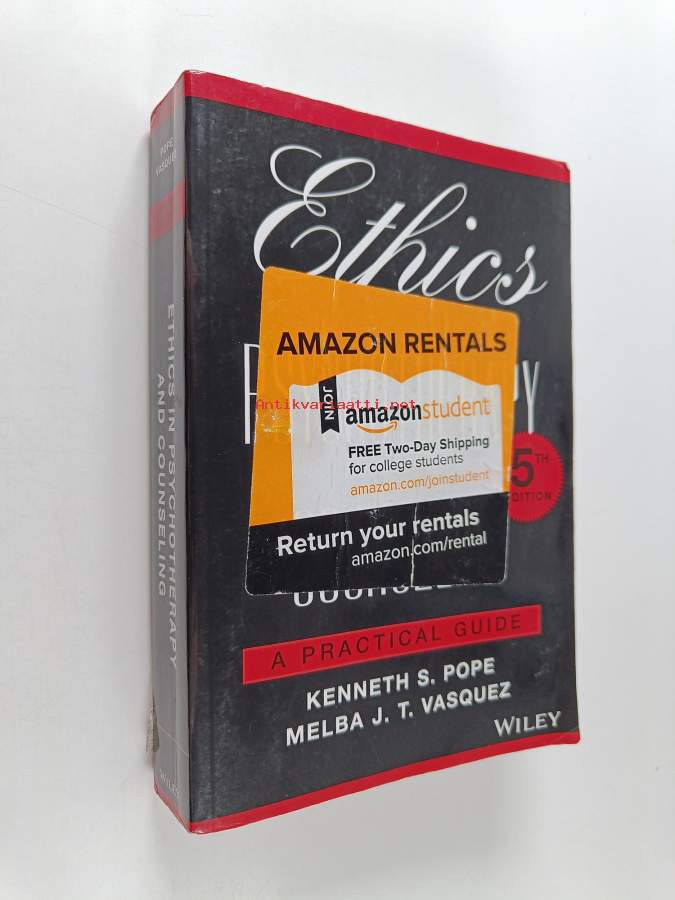 POPE
VASQUEZ
ETHICS IN PSYCHOTHERAPY
AND COUNSELING
WILEY
Ethics
PY
5TH
EDITION
AMAZON RENTALS
JOIN
amazonstudent
Antikvariaatti.net
FREE Two-Day Shipping
for college students
amazon.com/joinstudent
Return your rentals
amazon.com/rental
A PRACTICAL GUIDE
KENNETH S. POPE
MELBA J. T. VASQUEZ
WILEY